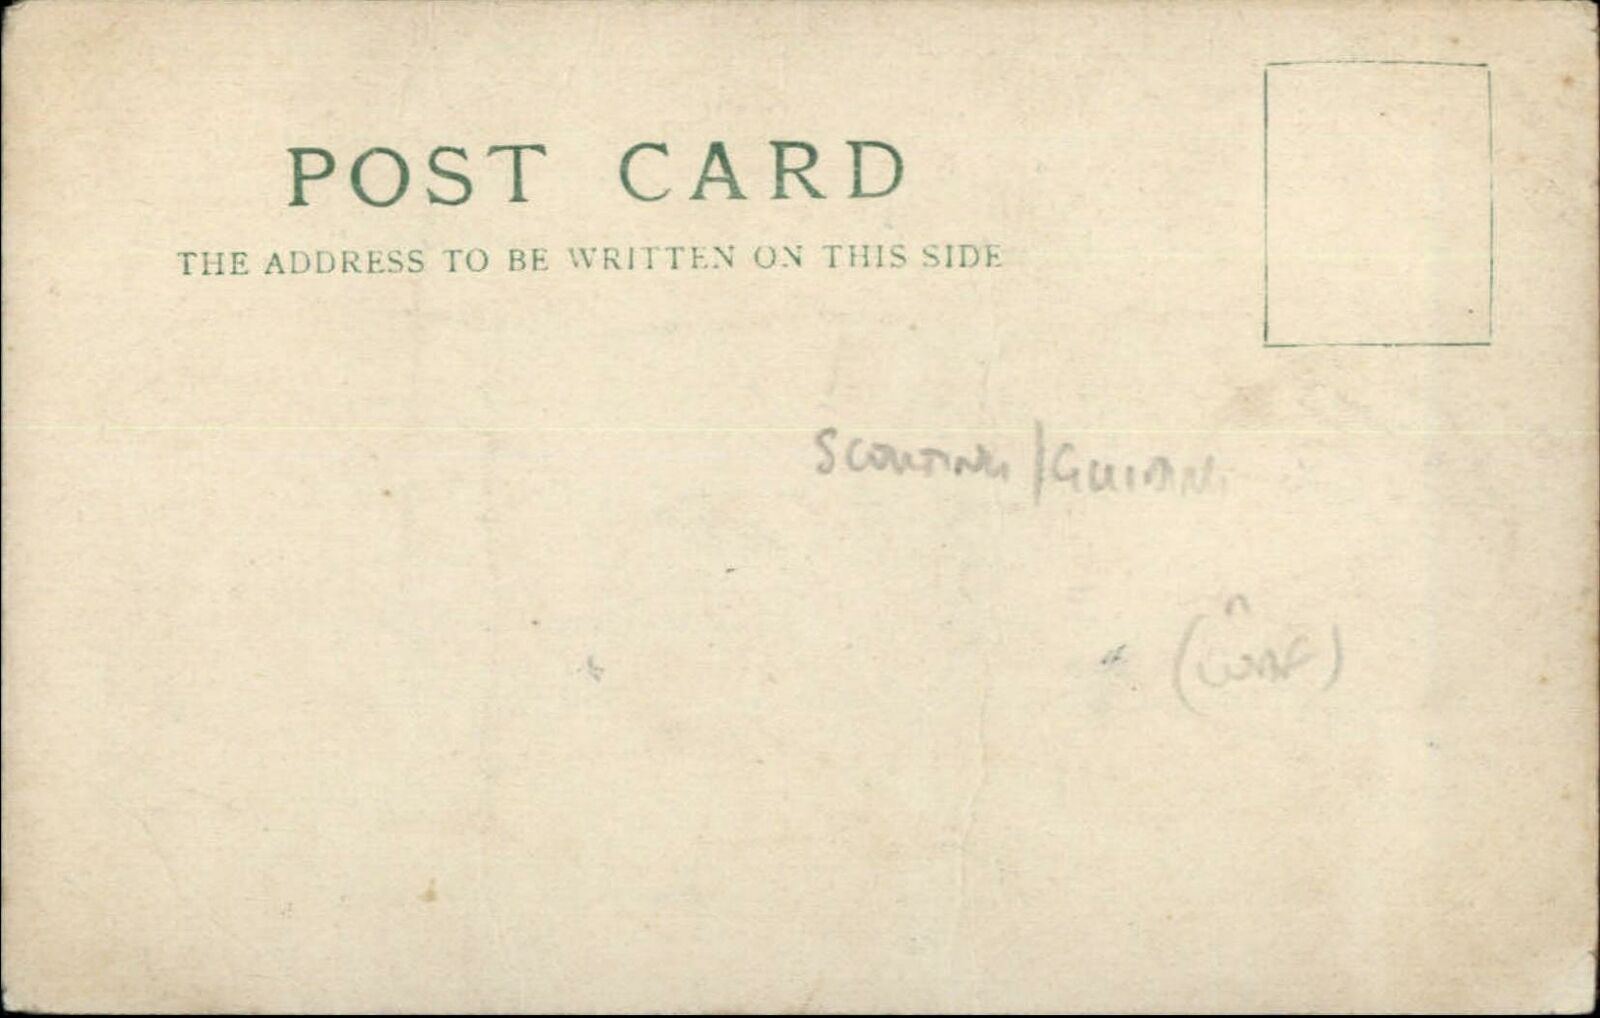 POST CARD
THE ADDRESS TO BE WRITTEN ON THIS SIDE
SCOUTING/GUIDING